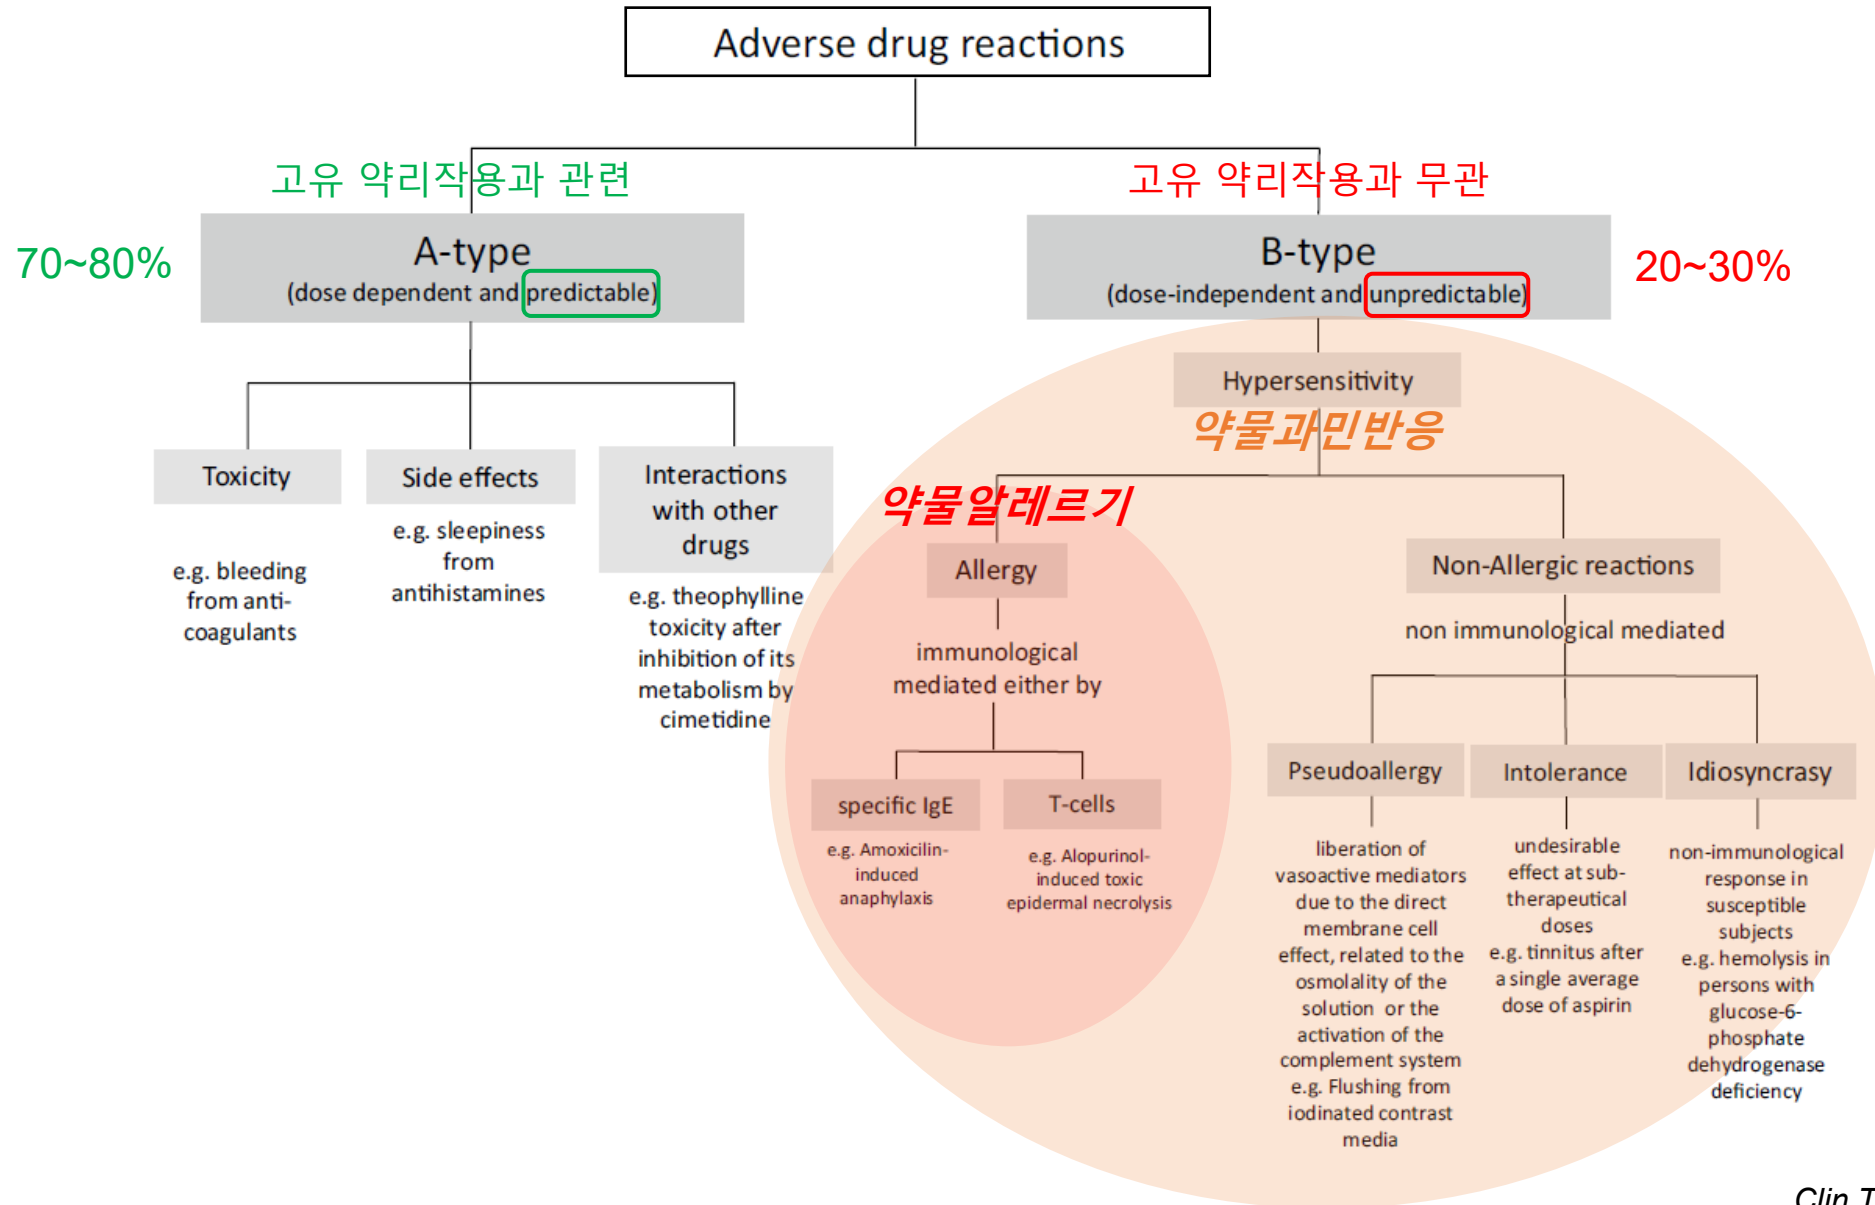 Adverse drug reactions
고유 약리작용과 관련
고유 약리작용과 무관
70~80%
A-type
(dose dependent and predictable)
B-type
(dose-independent and unpredictable)
20~30%
Hypersensitivity
약물과민반응
Toxicity
e.g. bleeding
from anti-
coagulants
Side effects
e.g. sleepiness
from
antihistamines
Interactions
with other
drugs
e.g. theophylline
toxicity after
inhibition of its
metabolism by
cimetidine
약물알레르기
Allergy
immunological
mediated either by
specific IgE
e.g. Amoxicilin-
induced
anaphylaxis
T-cells
e.g. Alopurinol-
induced toxic
epidermal necrolysis
Non-Allergic reactions
non immunological mediated
Pseudoallergy
liberation of
vasoactive mediators
due to the direct
membrane cell
effect, related to the
osmolality of the
solution or the
activation of the
complement system
e.g. Flushing from
iodinated contrast
media
Intolerance
undesirable
effect at sub-
therapeutical
doses
e.g. tinnitus after
a single average
dose of aspirin
Idiosyncrasy
non-immunological
response in
susceptible
subjects
e.g. hemolysis in
persons with
glucose-6-
phosphate
dehydrogenase
deficiency
Clin T